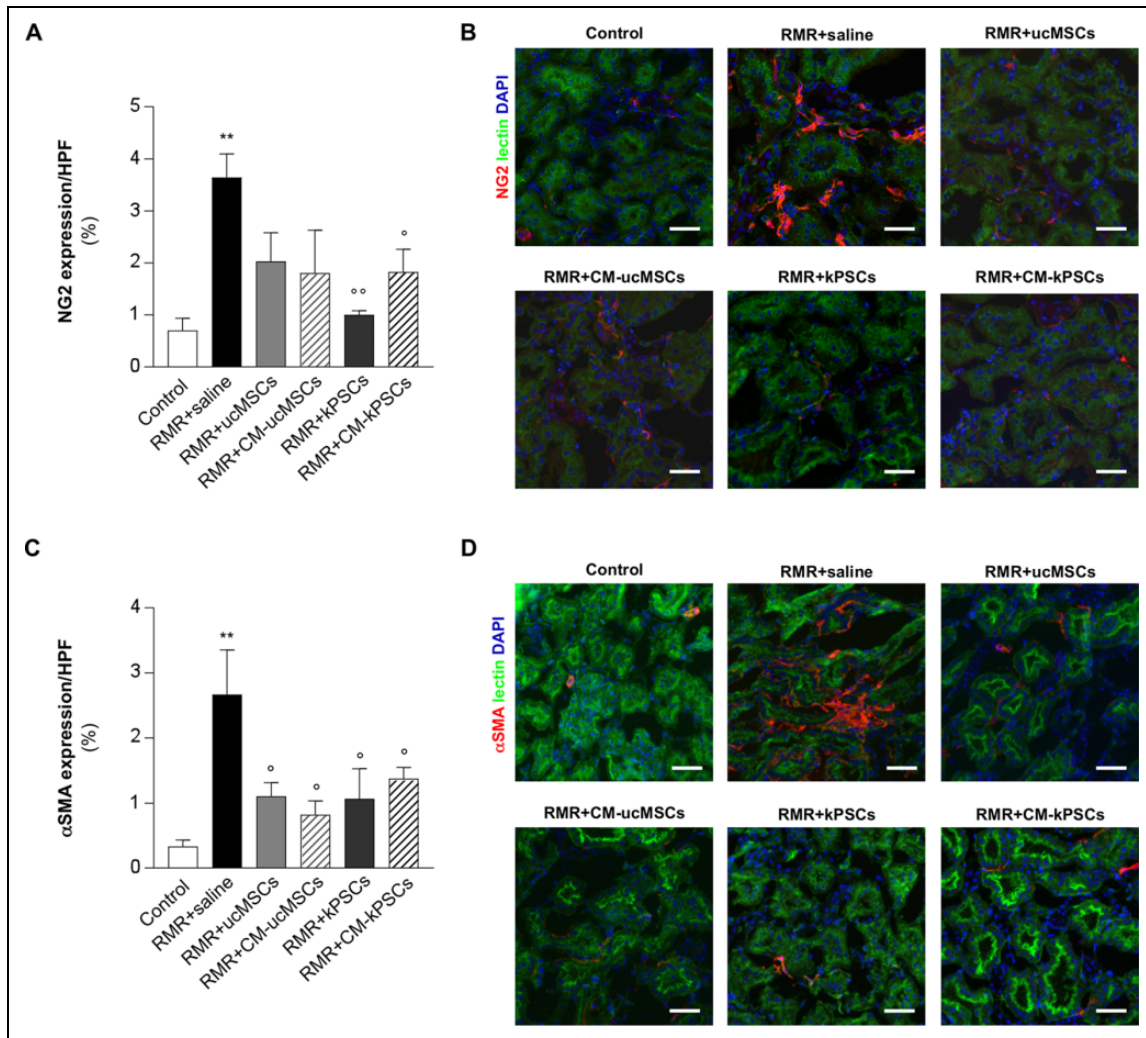 A
NG2 expression/HPF
(%)
5
4
3
2
1
0
**
°
°°
Control
RMR+saline
RMR+ucMSCs
RMR+CM-ucMSCs
RMR+kPSCs
RMR+CM-kPSCs
B
NG2 lectin DAPI
Control
RMR+saline
RMR+ucMSCs
RMR+CM-ucMSCs
RMR+kPSCs
RMR+CM-kPSCs
C
αSMA expression/HPF
(%)
4
3
2
1
0
**
°
°
°
°
Control
RMR+saline
RMR+ucMSCs
RMR+CM-ucMSCs
RMR+kPSCs
RMR+CM-kPSCs
D
αSMA lectin DAPI
Control
RMR+saline
RMR+ucMSCs
RMR+CM-ucMSCs
RMR+kPSCs
RMR+CM-kPSCs